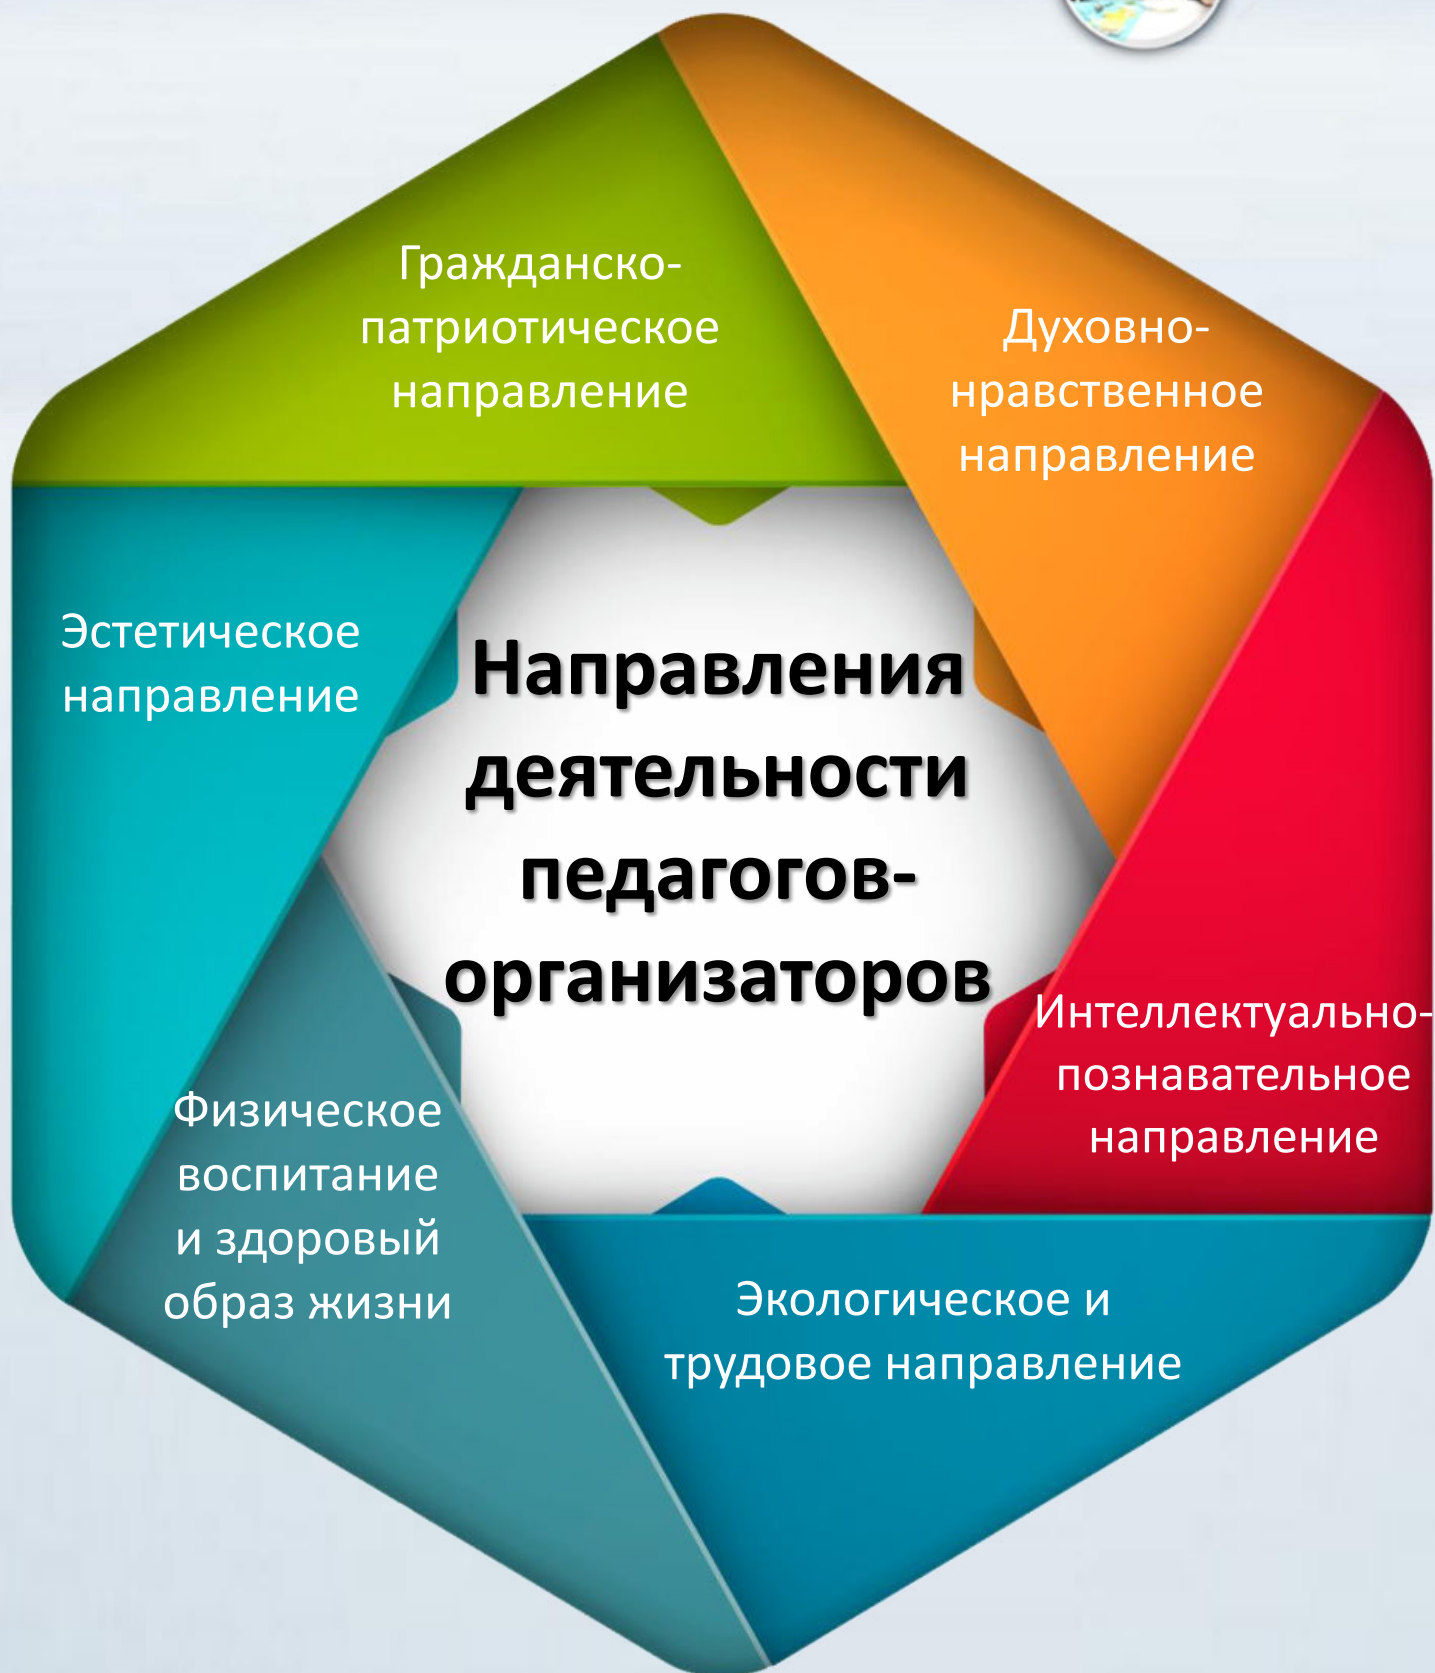 Гражданско-
патриотическое
направление
Духовно-
нравственное
направление
Эстетическое
направление
Направления
деятельности
педагогов-
организаторов
Интеллектуально-
познавательное
направление
Физическое
воспитание
и здоровый
образ жизни
Экологическое и
трудовое направление